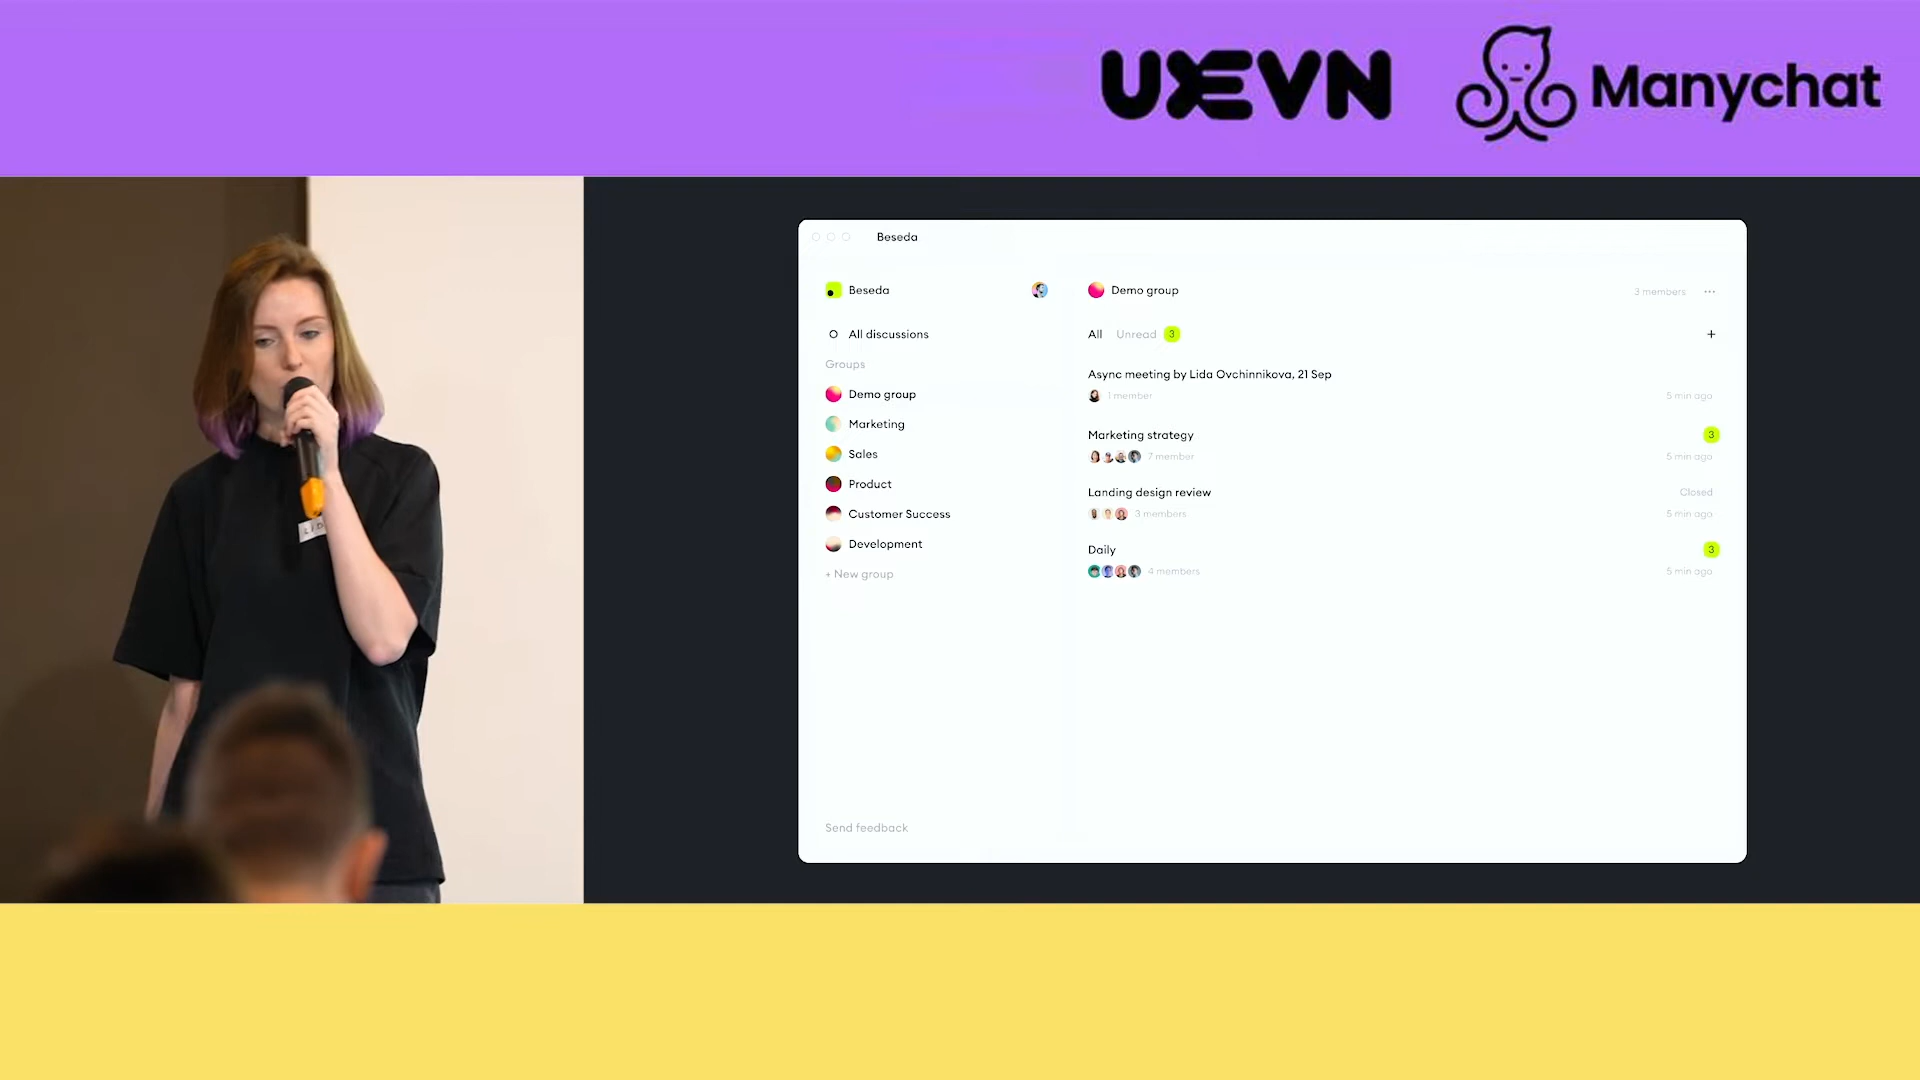 UXEVN
Manychat
Beseda
Beseda
Demo group
3 members
All discussions
All
Unread
3
Groups
Async meeting by Lida Ovchinnikova, 21 Sep
1 member
5 min ago
Demo group
Marketing
Marketing strategy
3
7 member
5 min ago
Sales
Product
Landing design review
Closed
3 members
5 min ago
Customer Success
Development
Daily
3
4 members
5 min ago
+ New group
Send feedback